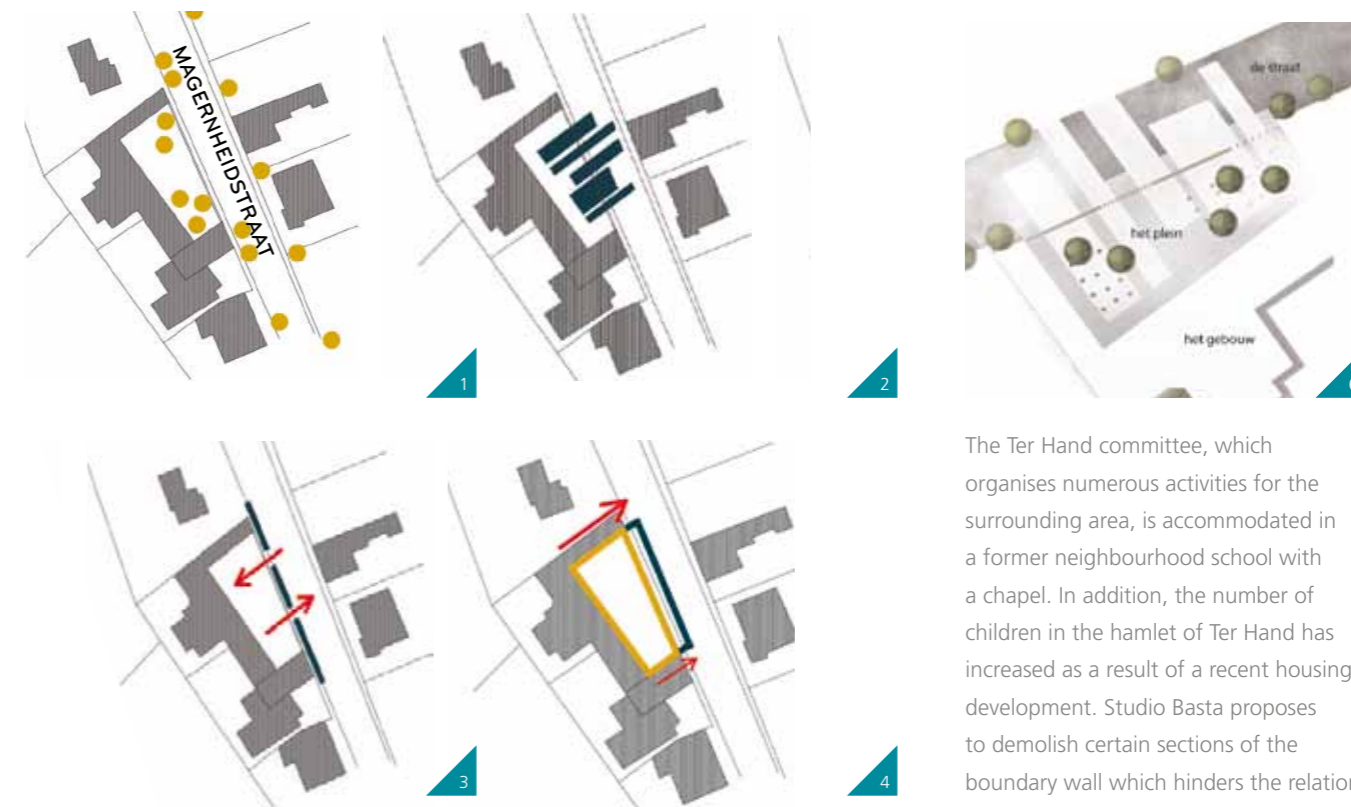 MAGERNHEIDSTRAAT
1
2
de straat
het plein
het gebouw
3
4
The Ter Hand committee, which
organises numerous activities for the
surrounding area, is accommodated in
a former neighbourhood school with
a chapel. In addition, the number of
children in the hamlet of Ter Hand has
increased as a result of a recent housing
development. Studio Basta proposes
to demolish certain sections of the
boundary wall which hinders the relation